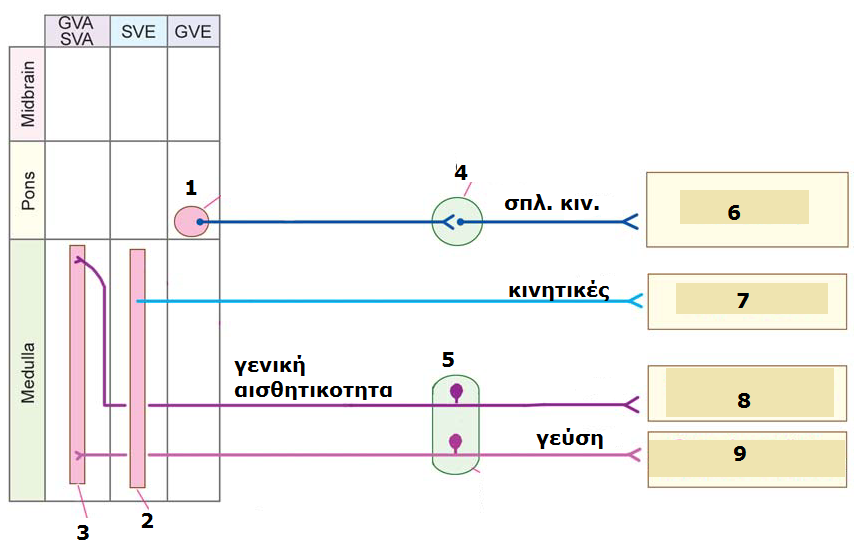 GVA
SVA
SVE
GVE
Midbrain
Pons
Medulla
1
4
σπλ. κιν.
6
κινητικές
7
γενική
αισθητικοτητα
5
8
γεύση
9
3
2